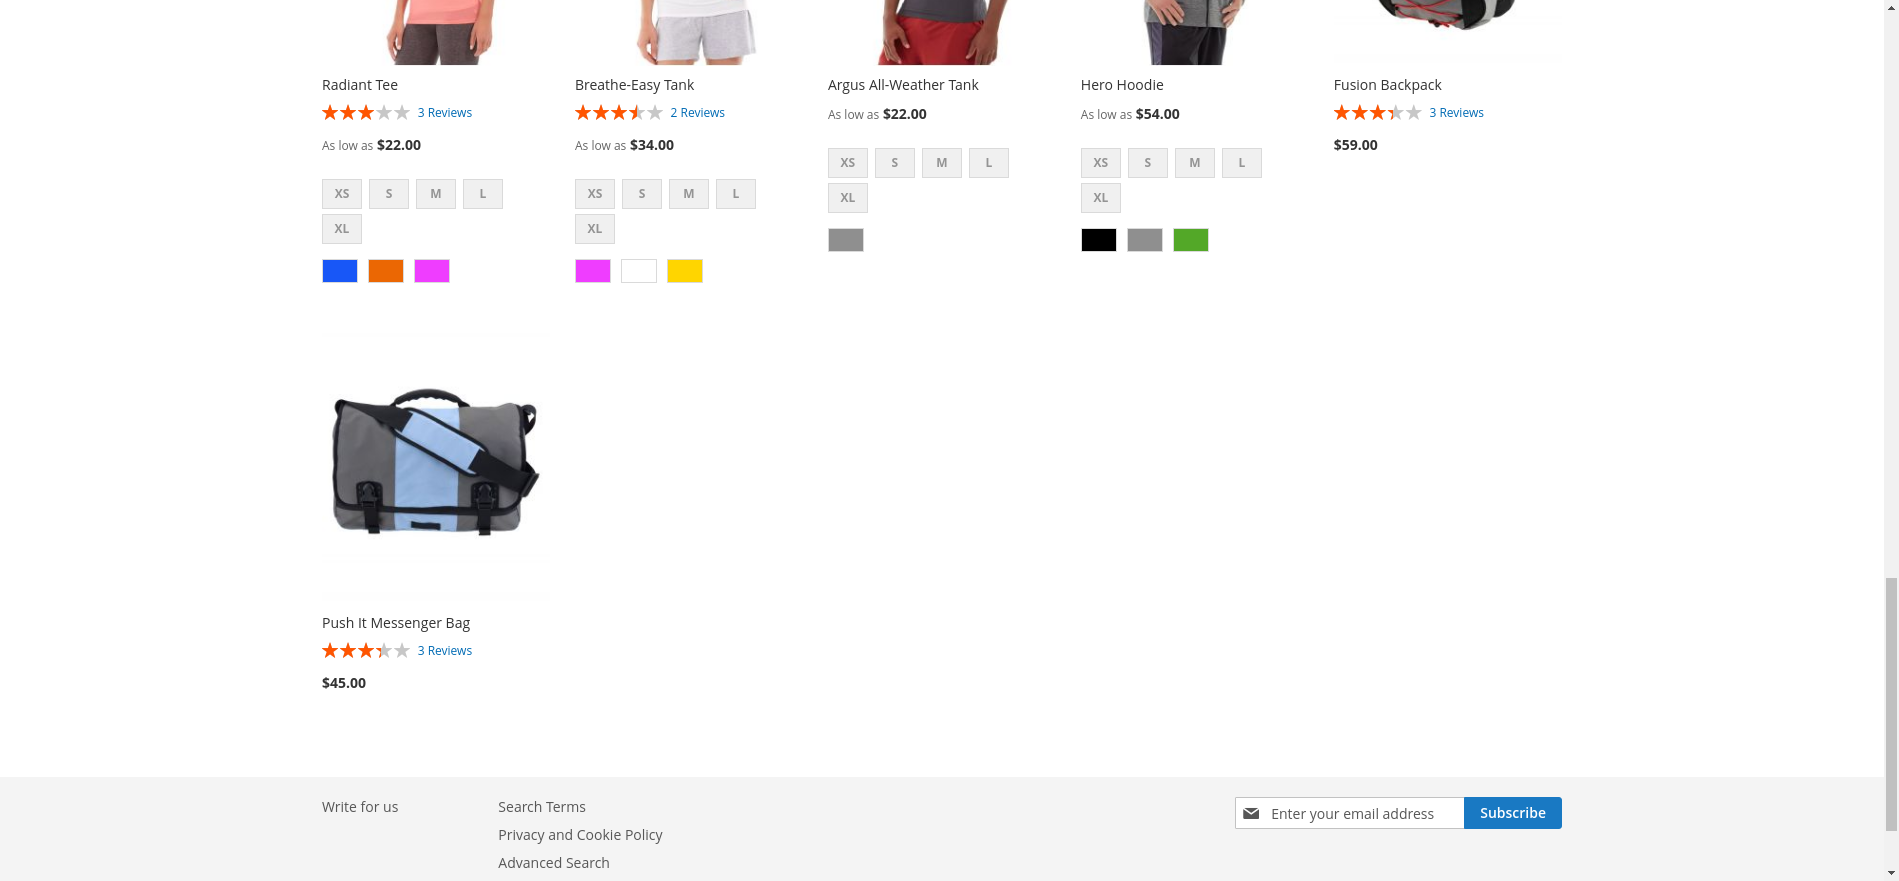 Radiant Tee
3 Reviews
As low as $22.00
XS S M L
XL
Breathe-Easy Tank
2 Reviews
As low as $34.00
XS S M L
XL
Argus All-Weather Tank
As low as $22.00
XS S M L
XL
Hero Hoodie
As low as $54.00
XS S M L
XL
Fusion Backpack
3 Reviews
$59.00
Push It Messenger Bag
3 Reviews
$45.00
Write for us
Search Terms
Privacy and Cookie Policy
Advanced Search
Enter your email address
Subscribe